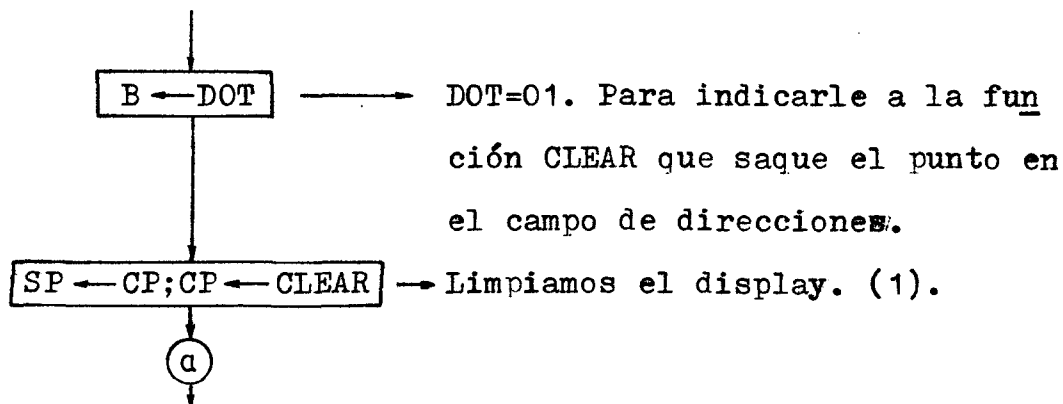 B ← DOT → DOT=01. Para indicarle a la fun
ción CLEAR que saque el punto en
el campo de direcciones.
SP ← CP;CP ← CLEAR → Limpiamos el display. (1).
a